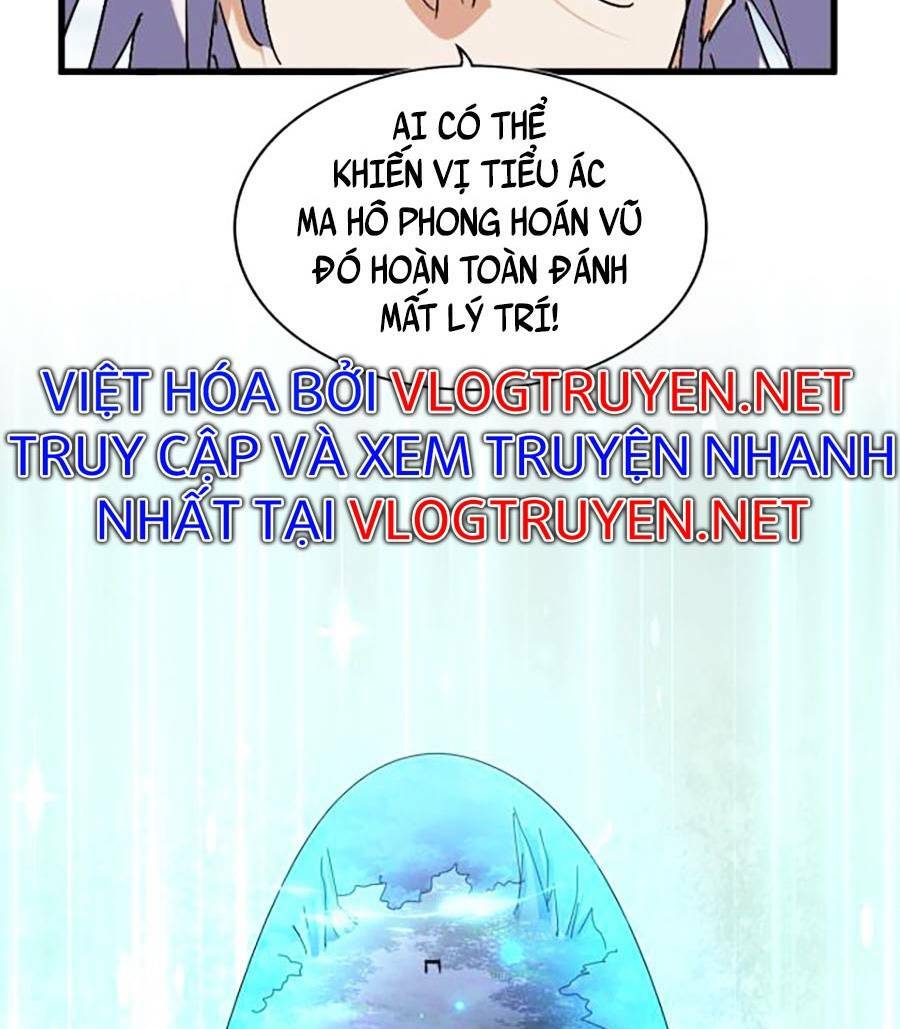 AI CÓ THỂ
KHIẾN VỊ TIỂU ÁC
MA HÔ PHONG HOÁN VŨ
ĐÓ HOÀN TOÀN ĐÁNH
MẤT LÝ TRÍ!
VIỆT HÓA BỞI VLOGTRUYEN.NET
TRUY CẬP VÀ XEM TRUYỆN NHANH
NHẤT TẠI VLOGTRUYEN.NET